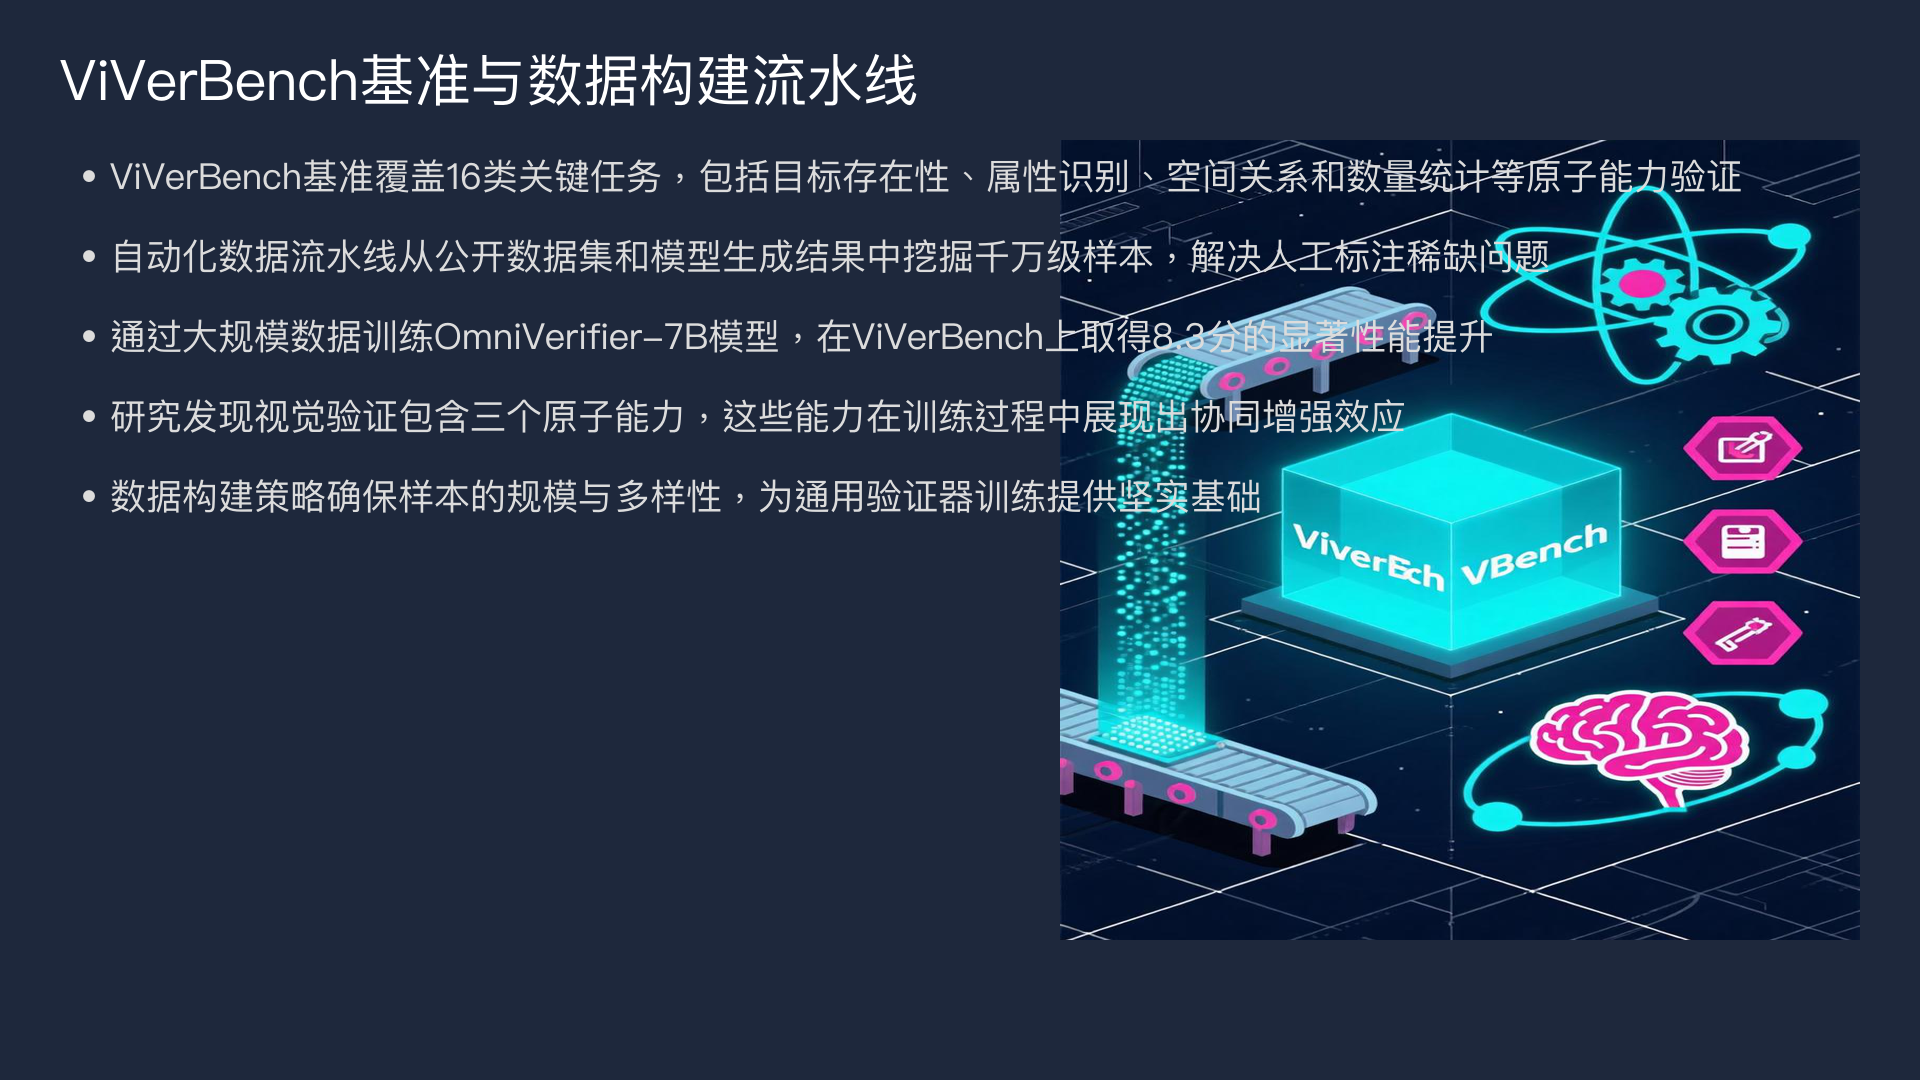 ViVerBench基准与数据构建流水线
• ViVerBench基准覆盖16类关键任务，包括目标存在性、属性识别、空间关系和数量统计等原子能力验证
• 自动化数据流水线从公开数据集和模型生成结果中挖掘千万级样本，解决人工标注稀缺问题
• 通过大规模数据训练OmniVerifier-7B模型，在ViVerBench上取得8.3分的显著性能提升
• 研究发现视觉验证包含三个原子能力，这些能力在训练过程中展现出协同增强效应
• 数据构建策略确保样本的规模与多样性，为通用验证器训练提供坚实基础
ViverEch VBench